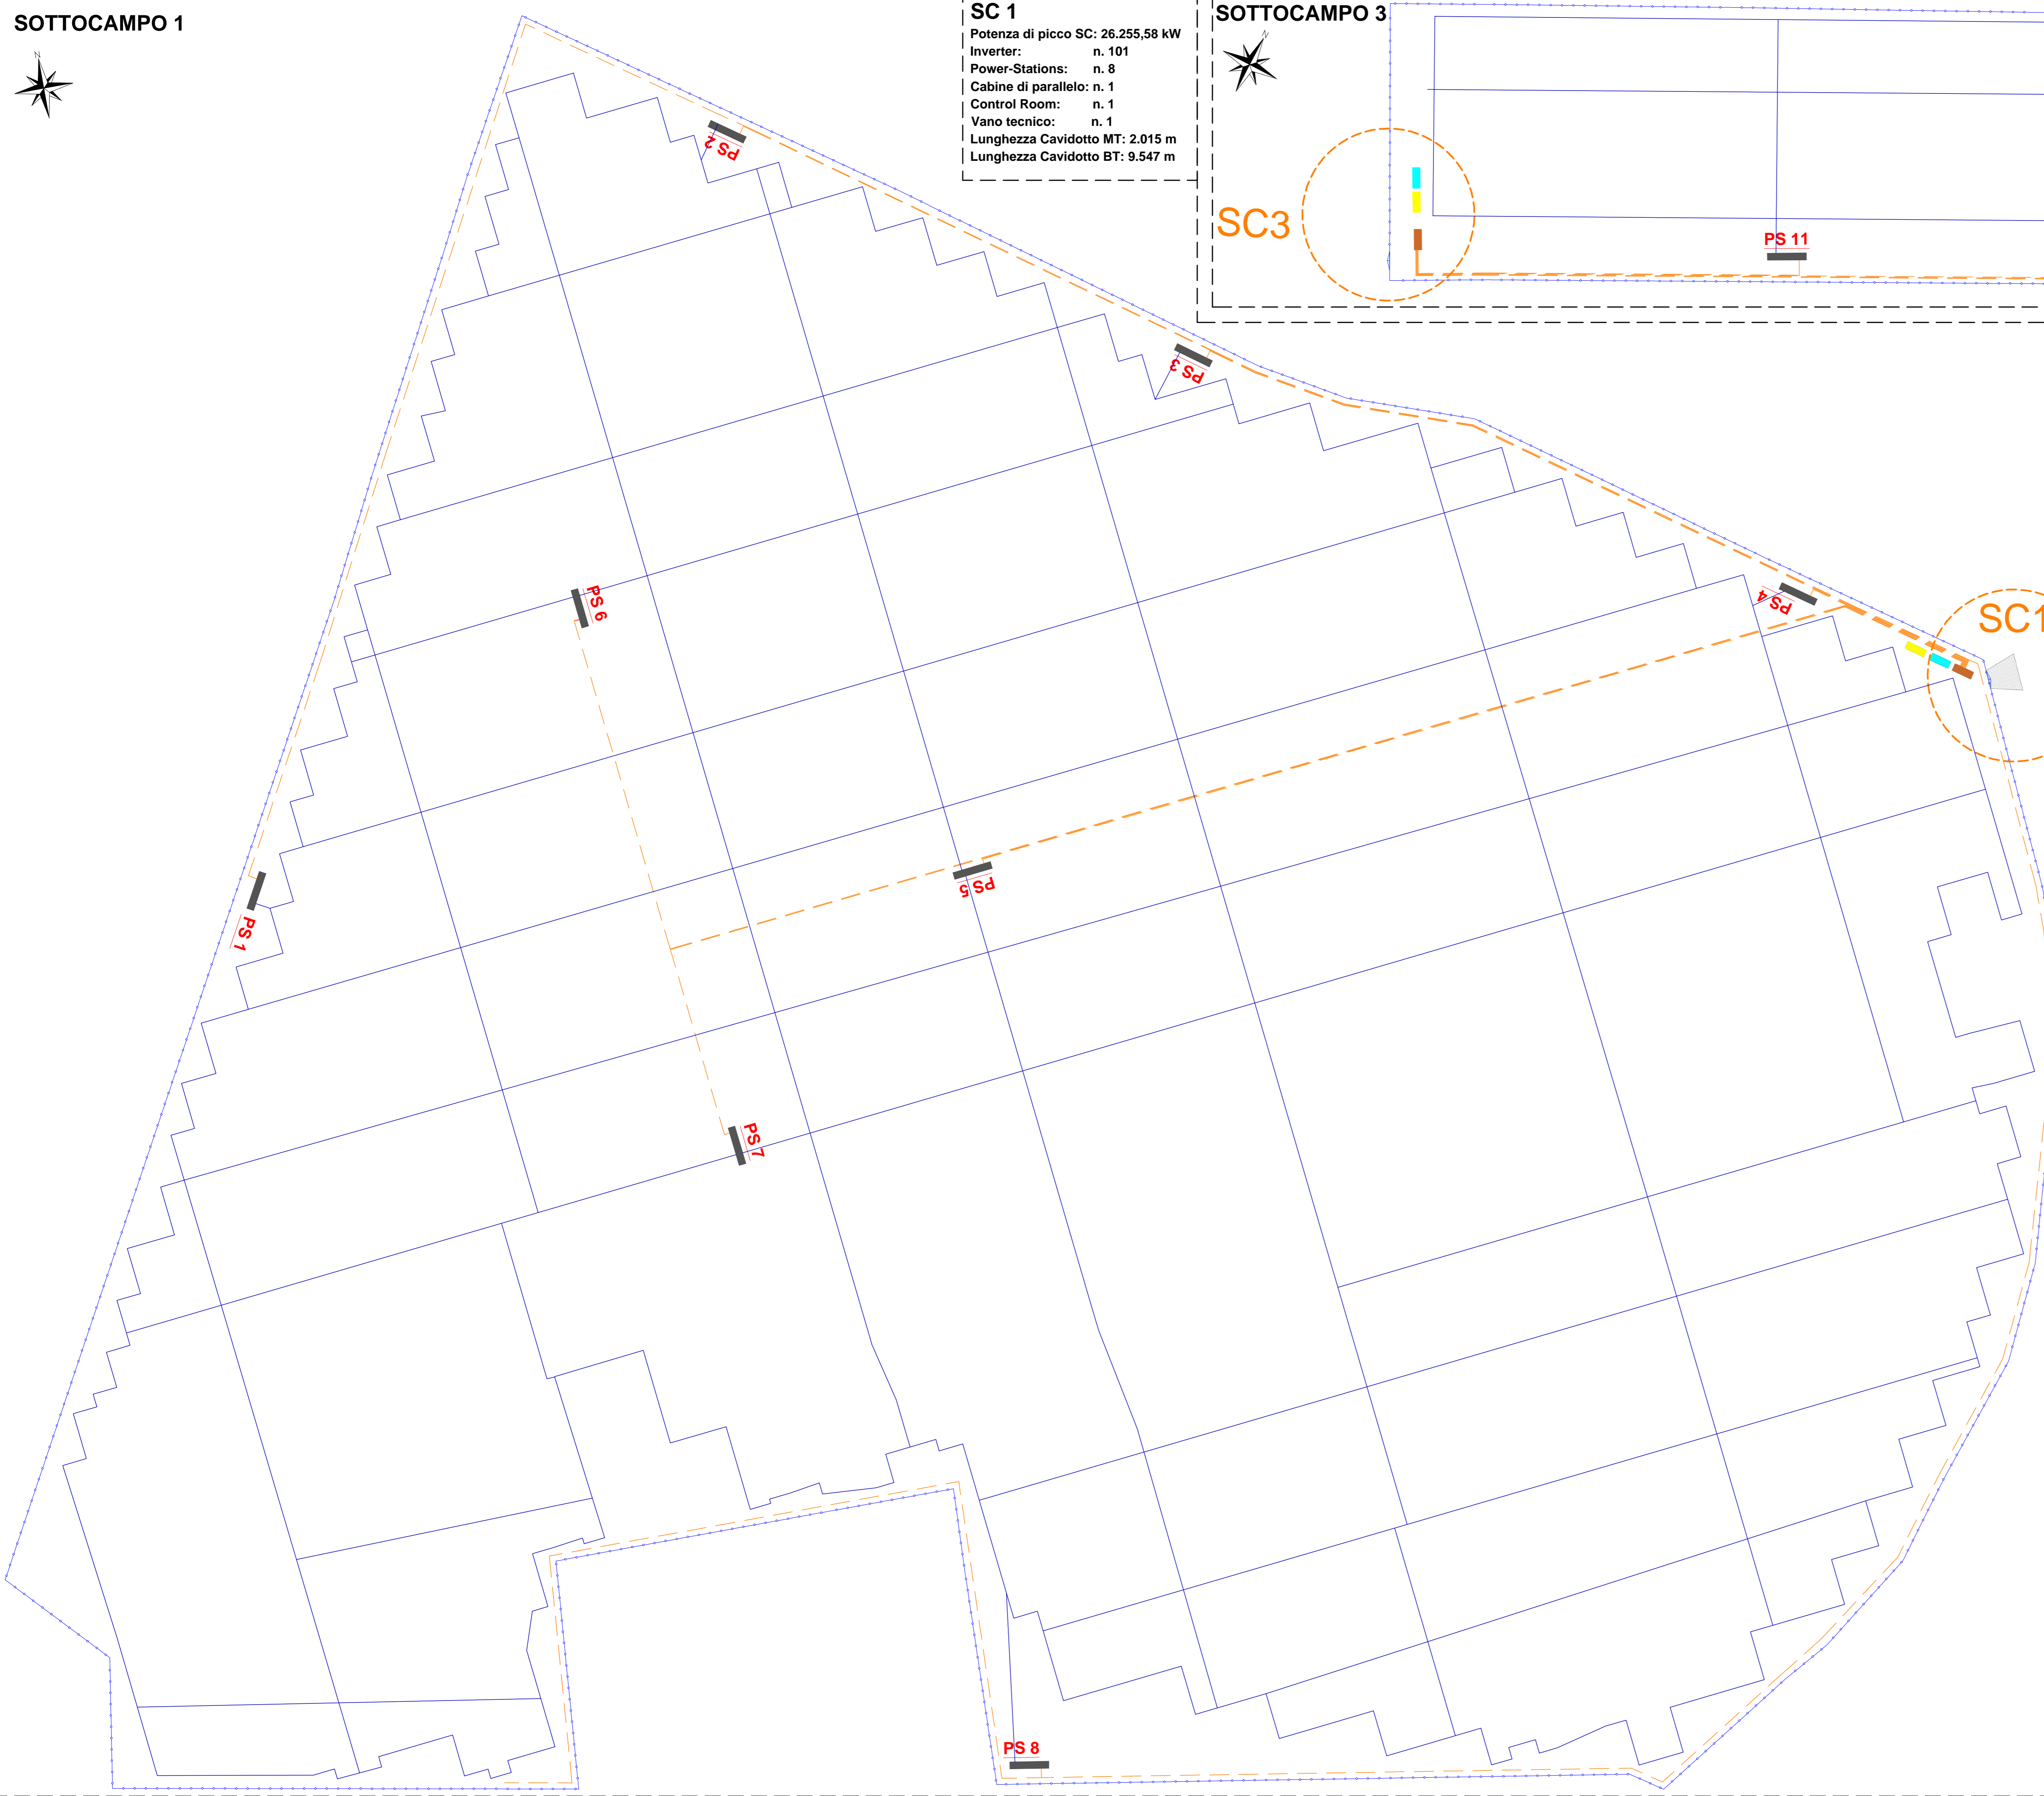 SOTTOCAMPO 1
N
SC 1
Potenza di picco SC: 26.255,58 kW
Inverter: n. 101
Power-Stations: n. 8
Cabine di parallelo: n. 1
Control Room: n. 1
Vano tecnico: n. 1
Lunghezza Cavidotto MT: 2.015 m
Lunghezza Cavidotto BT: 9.547 m
SOTTOCAMPO 3
N
SC3
PS 11
PS 2
PS 3
PS 4
SC1
PS 6
PS 5
PS 1
PS 7
PS 8